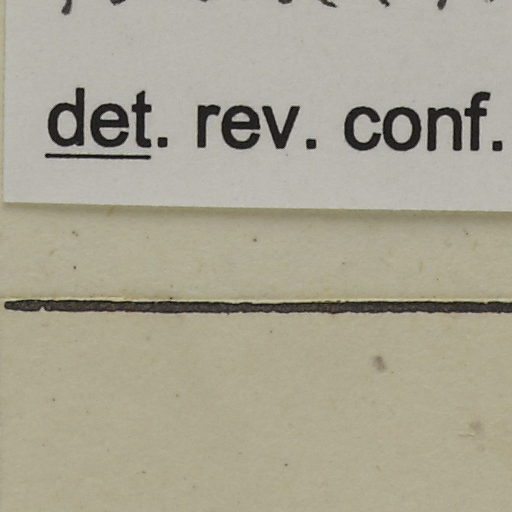 det. rev. conf.